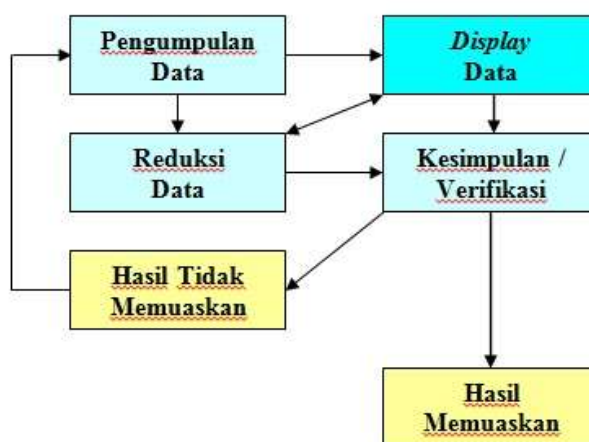 Pengumpulan
Data
Display
Data
Reduksi
Data
Kesimpulan /
Verifikasi
Hasil Tidak
Memuaskan
Hasil
Memuaskan